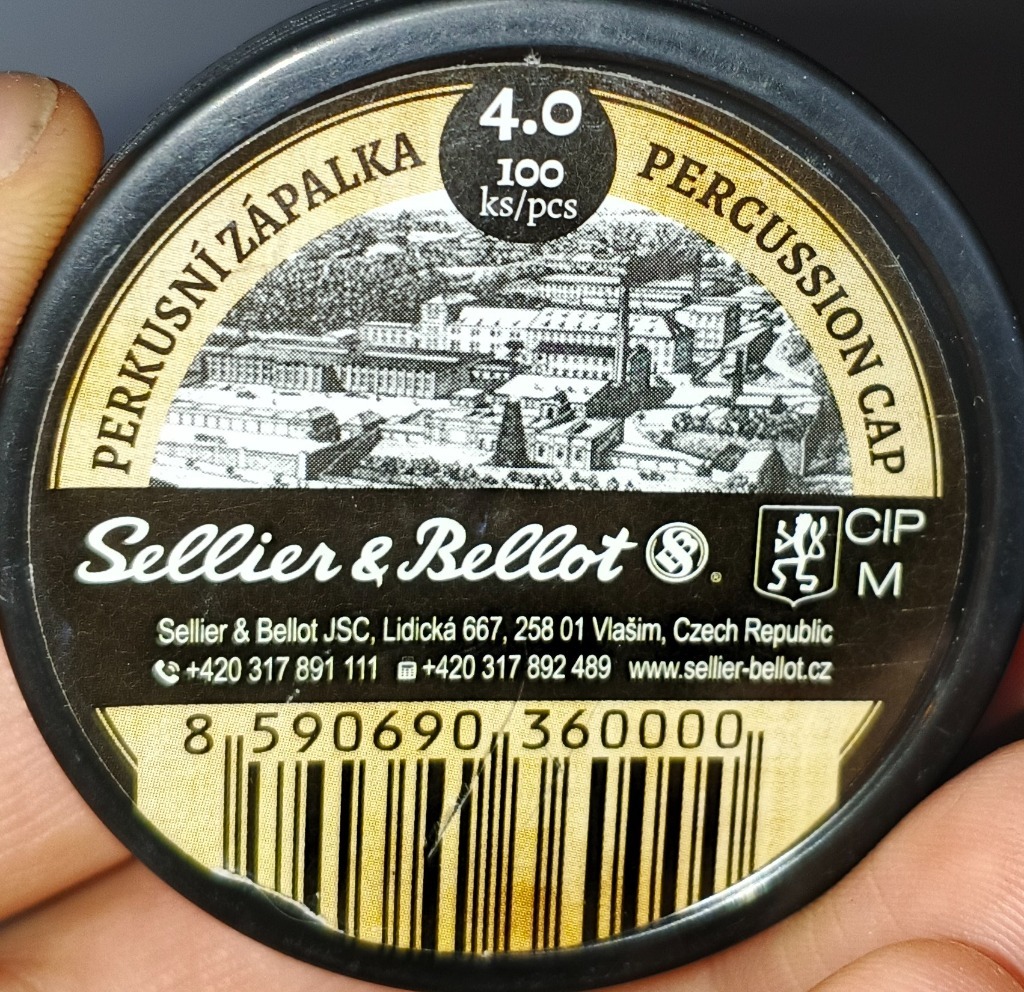 4.0
100
ks/pcs
PERKUSNÍ ZÁPALKA
PERCUSSION CAP
Sellier & Bellot SB ®
CIP
M
Sellier & Bellot JSC, Lidická 667, 258 01 Vlašim, Czech Republic
+420 317 891 111 +420 317 892 489 www.sellier-bellot.cz
8 590690 360000